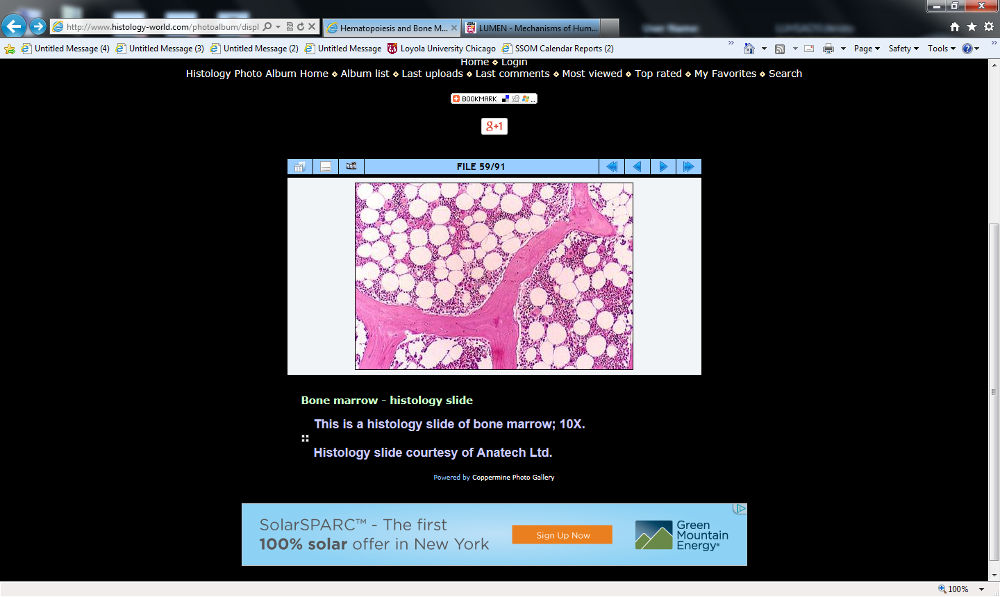 http://www.histology-world.com/photoalbum/displ
Hematopoiesis and Bone M...
LUMEN - Mechanisms of Hum...
User Name:
Untitled Message (4)
Untitled Message (3)
Untitled Message (2)
Untitled Message
Loyola University Chicago
SSOM Calendar Reports (2)
Page
Safety
Tools
Home Login
Histology Photo Album Home Album list Last uploads Last comments Most viewed Top rated My Favorites Search
BOOKMARK ...
g+1
FILE 59/91
Bone marrow - histology slide
This is a histology slide of bone marrow; 10X.
Histology slide courtesy of Anatech Ltd.
Powered by Coppermine Photo Gallery
SolarSPARC™ - The first
100% solar offer in New York
Sign Up Now
Green
Mountain
Energy®
100%